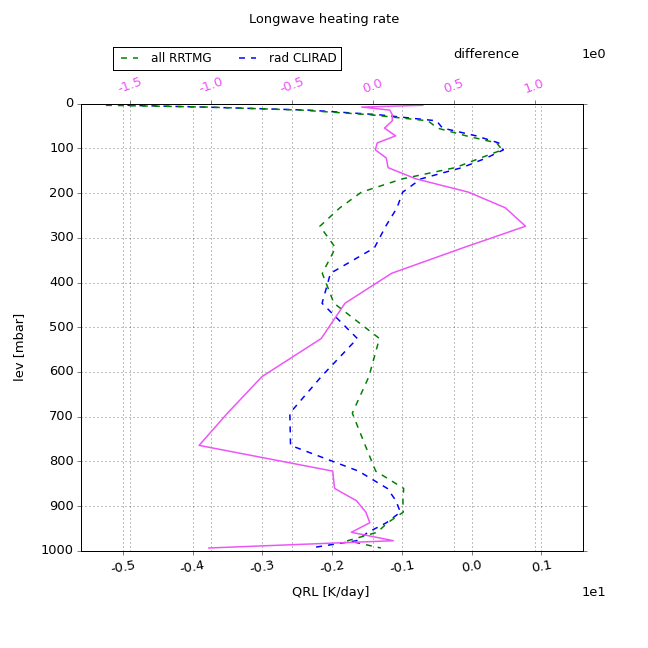 Longwave heating rate
all RRTMG rad CLIRAD difference 1e0
-1.5 -1.0 -0.5 0.0 0.5 1.0
0
100
200
300
400
500
600
700
800
900
1000
lev [mbar]
-0.5 -0.4 -0.3 -0.2 -0.1 0.0 0.1
QRL [K/day] 1e1